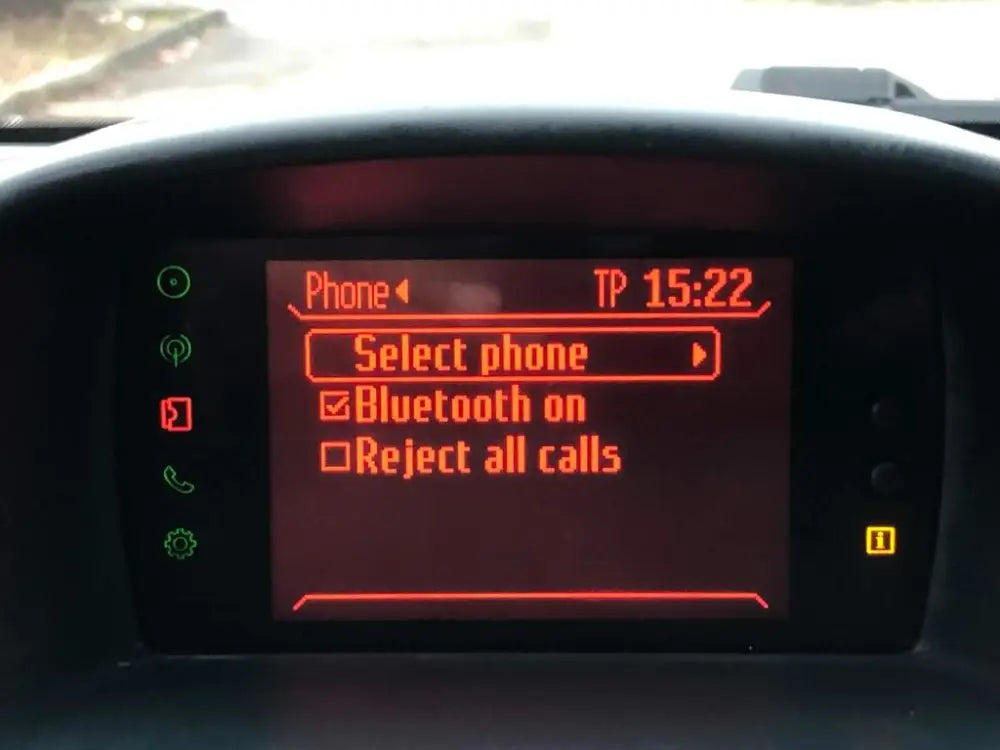 Phone TP 15:22
Select phone
Bluetooth on
Reject all calls
i